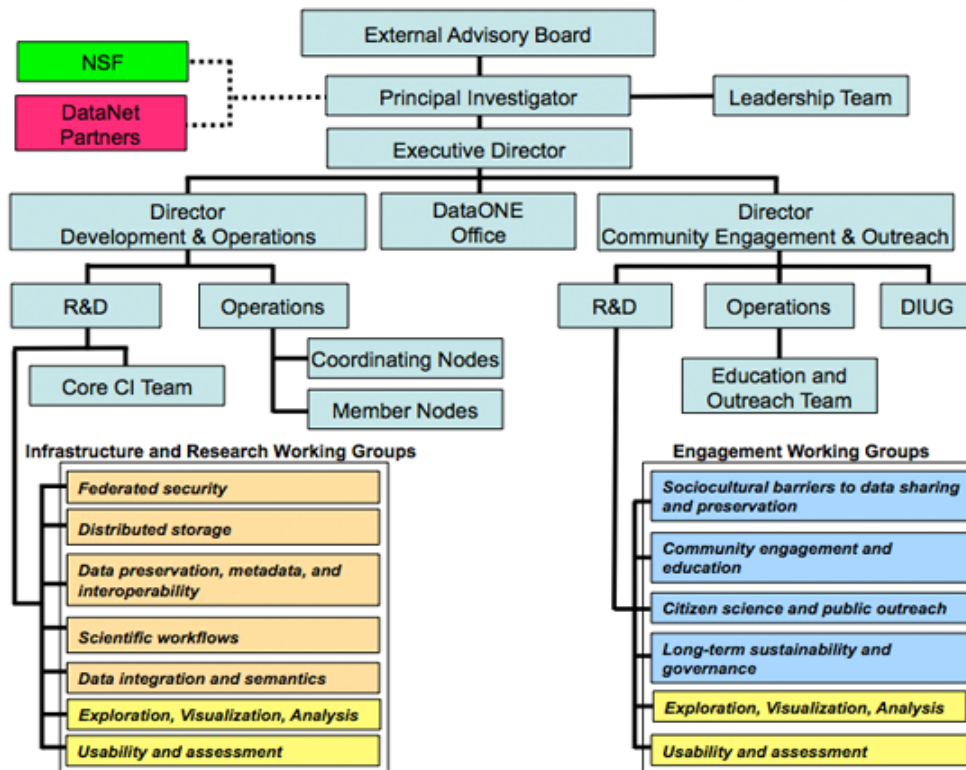 External Advisory Board
NSF
Principal Investigator
Leadership Team
DataNet
Partners
Executive Director
Director
Development & Operations
DataONE
Office
Director
Community Engagement & Outreach
R&D
Operations
R&D
Operations
DIUG
Coordinating Nodes
Core CI Team
Education and
Outreach Team
Member Nodes
Infrastructure and Research Working Groups
Federated security
Distributed storage
Data preservation, metadata, and
interoperability
Scientific workflows
Data integration and semantics
Exploration, Visualization, Analysis
Usability and assessment
Engagement Working Groups
Sociocultural barriers to data sharing
and preservation
Community engagement and
education
Citizen science and public outreach
Long-term sustainability and
governance
Exploration, Visualization, Analysis
Usability and assessment